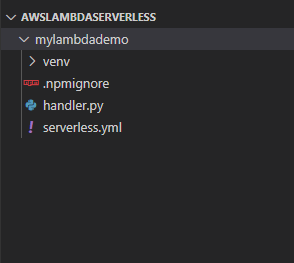 AWSLAMBDASERVERLESS
mylambdademo
venv
.npmignore
handler.py
serverless.yml